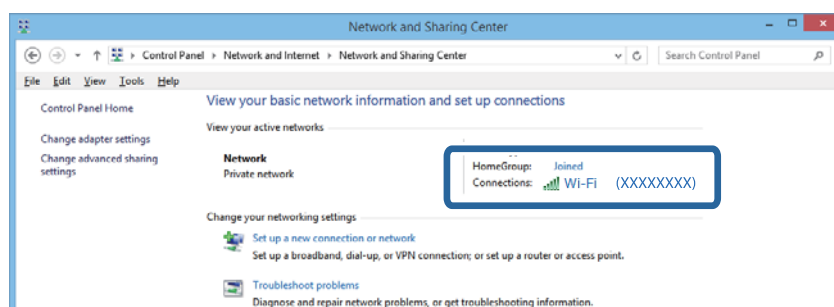 Network and Sharing Center
Control Panel Network and Internet Network and Sharing Center Search Control Panel
File Edit View Tools Help
Control Panel Home
Change adapter settings
Change advanced sharing
settings
View your basic network information and set up connections
View your active networks
Network
Private network
HomeGroup: Joined
Connections: Wi-Fi (XXXXXXXX)
Change your networking settings
Set up a new connection or network
Set up a broadband, dial-up, or VPN connection; or set up a router or access point.
Troubleshoot problems
Diagnose and repair network problems, or get troubleshooting information.